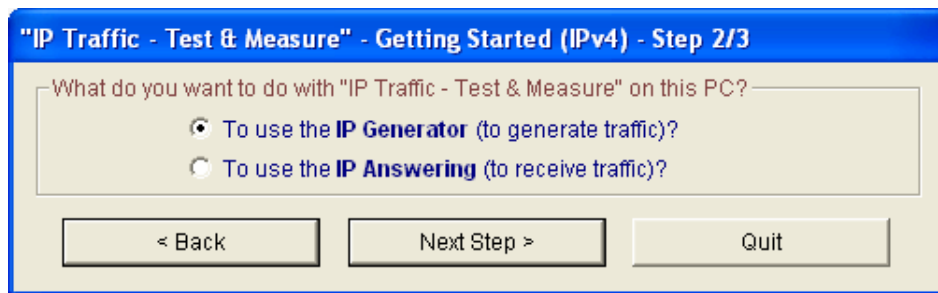 "IP Traffic - Test & Measure" - Getting Started (IPv4) - Step 2/3
What do you want to do with "IP Traffic - Test & Measure" on this PC?
To use the IP Generator (to generate traffic)?
To use the IP Answering (to receive traffic)?
< Back Next Step > Quit